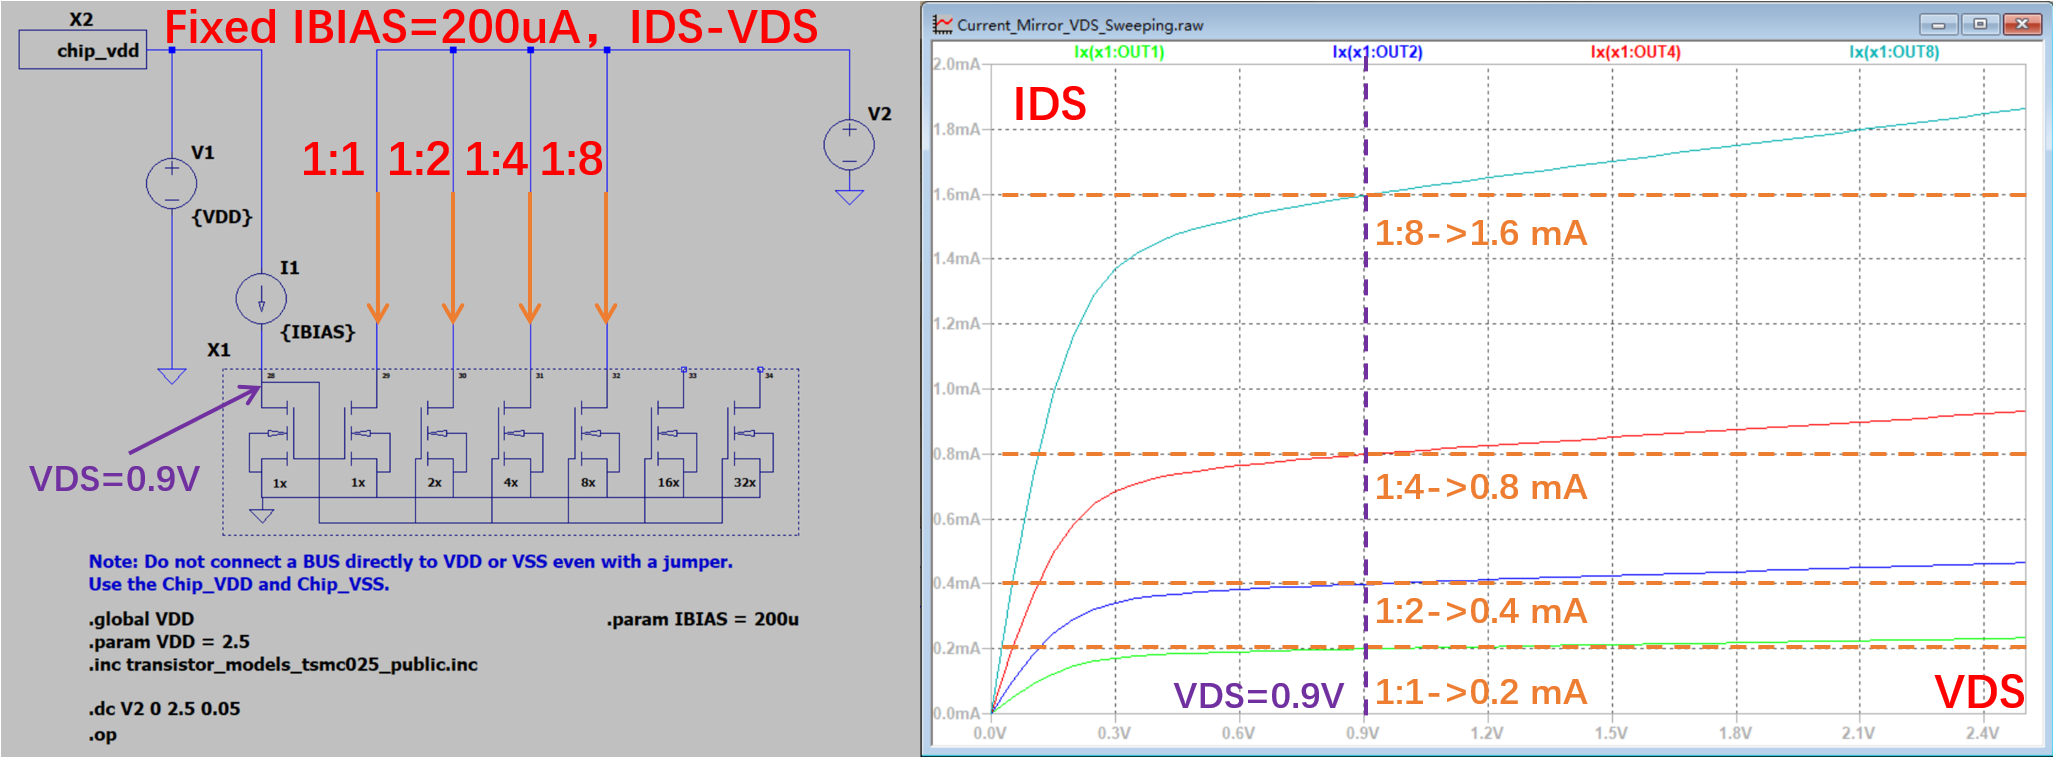 X2
chip_vdd
Fixed IBIAS=200uA，IDS-VDS
V1
{VDD}
I1
{IBIAS}
1:1 1:2 1:4 1:8
V2
X1
28 29 30 31 32 33 34
VDS=0.9V
1x 1x 2x 4x 8x 16x 32x
Note: Do not connect a BUS directly to VDD or VSS even with a jumper.
Use the Chip_VDD and Chip_VSS.
.global VDD
.param VDD = 2.5
.inc transistor_models_tsmc025_public.inc
.param IBIAS = 200u
.dc V2 0 2.5 0.05
.op
Current_Mirror_VDS_Sweeping.raw
Ix(x1:OUT1) Ix(x1:OUT2) Ix(x1:OUT4) Ix(x1:OUT8)
2.0mA
IDS
1.8mA
1.6mA
1:8->1.6 mA
1.4mA
1.2mA
1.0mA
0.8mA
1:4->0.8 mA
0.6mA
0.4mA
1:2->0.4 mA
0.2mA
VDS=0.9V
1:1->0.2 mA
VDS
0.0mA
0.0V 0.3V 0.6V 0.9V 1.2V 1.5V 1.8V 2.1V 2.4V